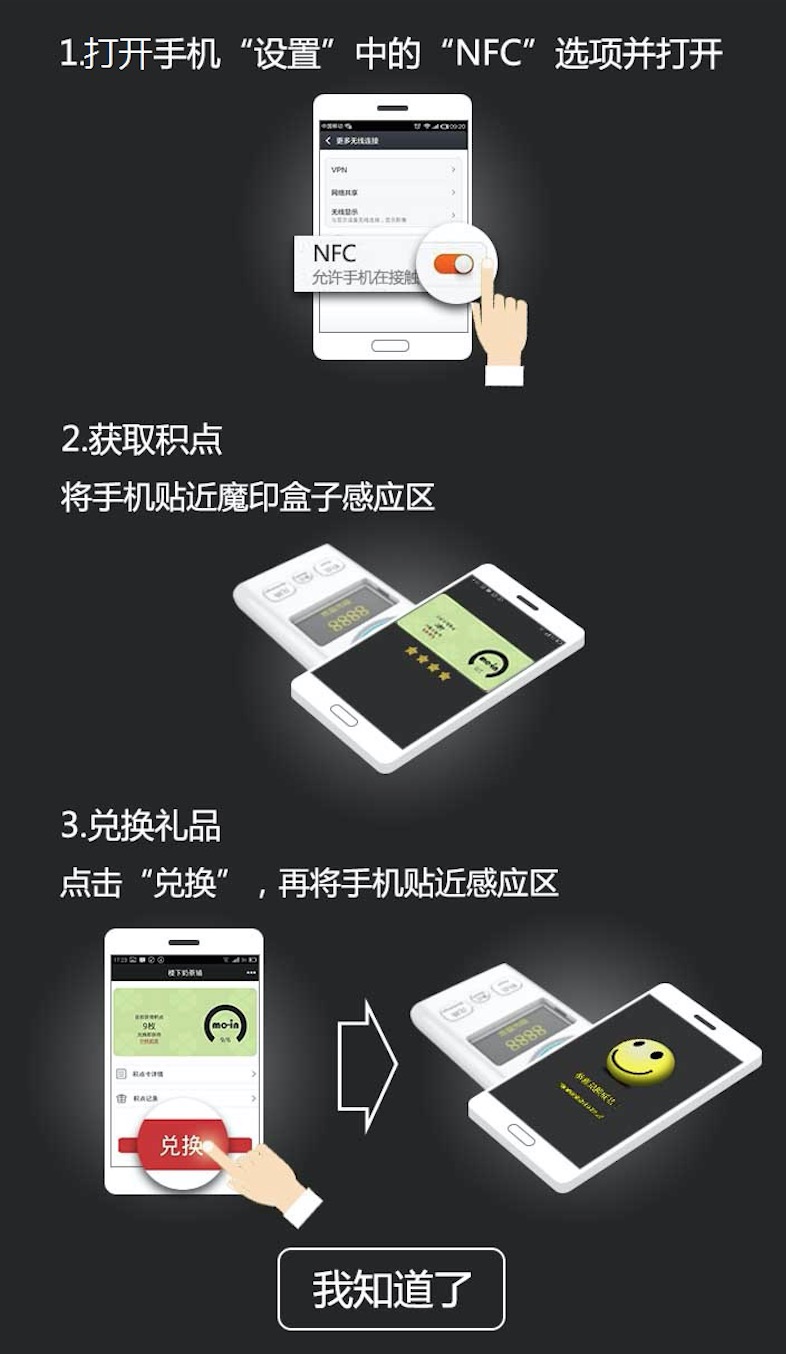 1.打开手机“设置”中的“NFC”选项并打开
中国移动
09:20
更多无线连接
VPN
网络共享
无线显示
NFC
允许手机在接触
2.获取积点
将手机贴近魔印盒子感应区
8888
mo-in
3.兑换礼品
点击“兑换”，再将手机贴近感应区
17:23
楼下奶茶铺
9枚
mo-in
9/6
积点卡详情
积点记录
兑换
8888
我知道了